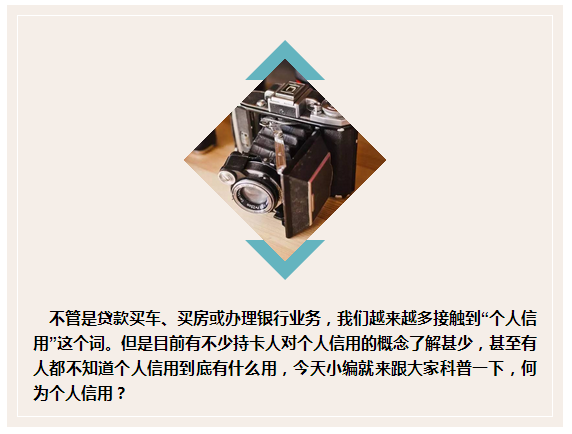 不管是贷款买车、买房或办理银行业务，我们越来越多接触到“个人信
用”这个词。但是目前有不少持卡人对个人信用的概念了解甚少，甚至有
人都不知道个人信用到底有什么用，今天小编就来跟大家科普一下，何
为个人信用？